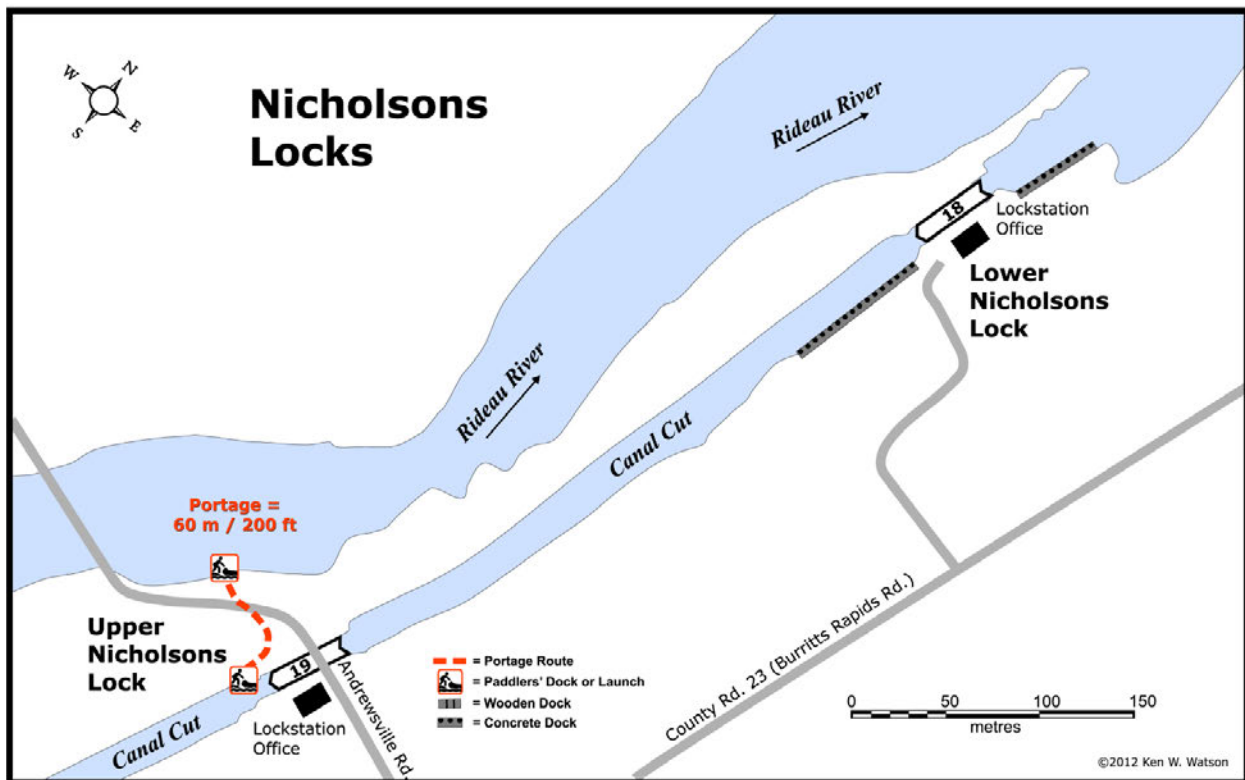 W
N
S
E
Nicholsons
Locks
Rideau River
18
Lockstation
Office
Lower
Nicholsons
Lock
Rideau River
Canal Cut
Portage =
60 m / 200 ft
Upper
Nicholsons
Lock
19
Andrewsville Rd.
Lockstation
Office
Canal Cut
= Portage Route
= Paddlers' Dock or Launch
= Wooden Dock
= Concrete Dock
County Rd. 23 (Burritts Rapids Rd.)
0 50 100 150
metres
©2012 Ken W. Watson